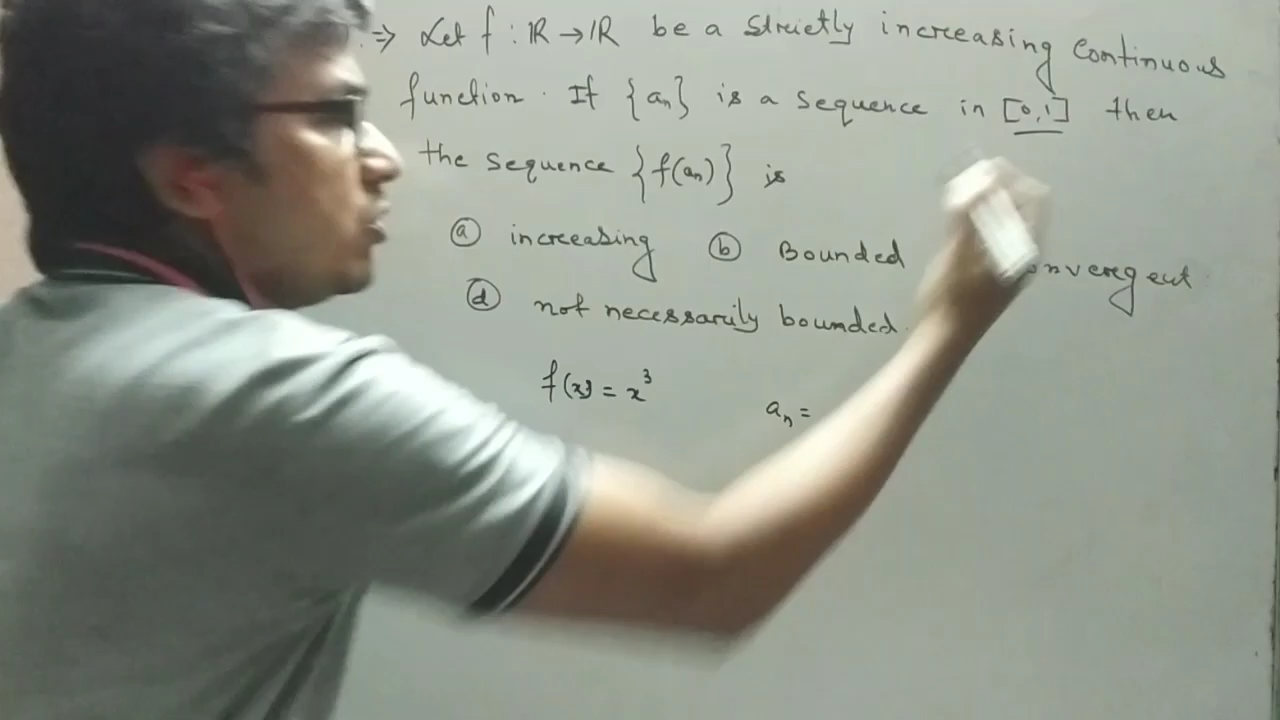 :⇒ Let f : ℝ → ℝ be a strictly increasing continuous
function. If {aₙ} is a sequence in [0,1] then
the sequence {f(aₙ)} is
ⓐ increasing ⓑ Bounded
ⓓ not necessarily bounded.
f(x) = x³ aₙ =